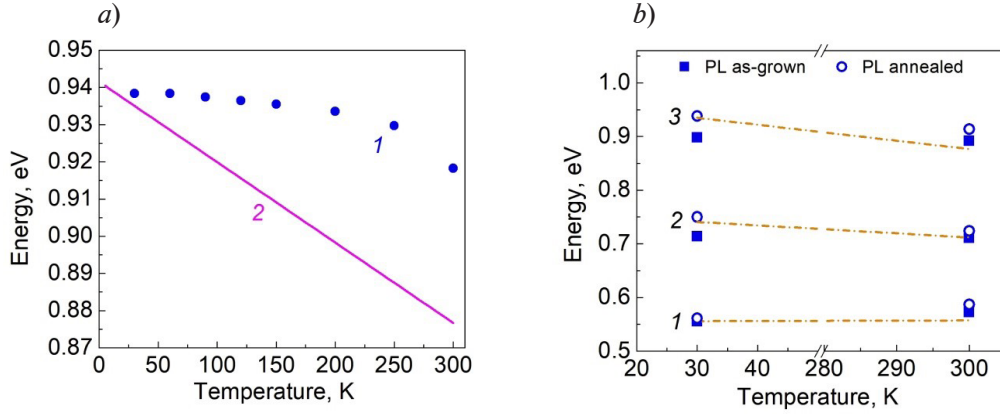 a)
0.95
0.94
0.93
0.92
0.91
0.90
0.89
0.88
0.87
Energy, eV
1
2
0 50 100 150 200 250 300
Temperature, K
b)
PL as-grown PL annealed
1.0
0.9
0.8
0.7
0.6
0.5
Energy, eV
3
2
1
20 30 40 280 290 300
Temperature, K